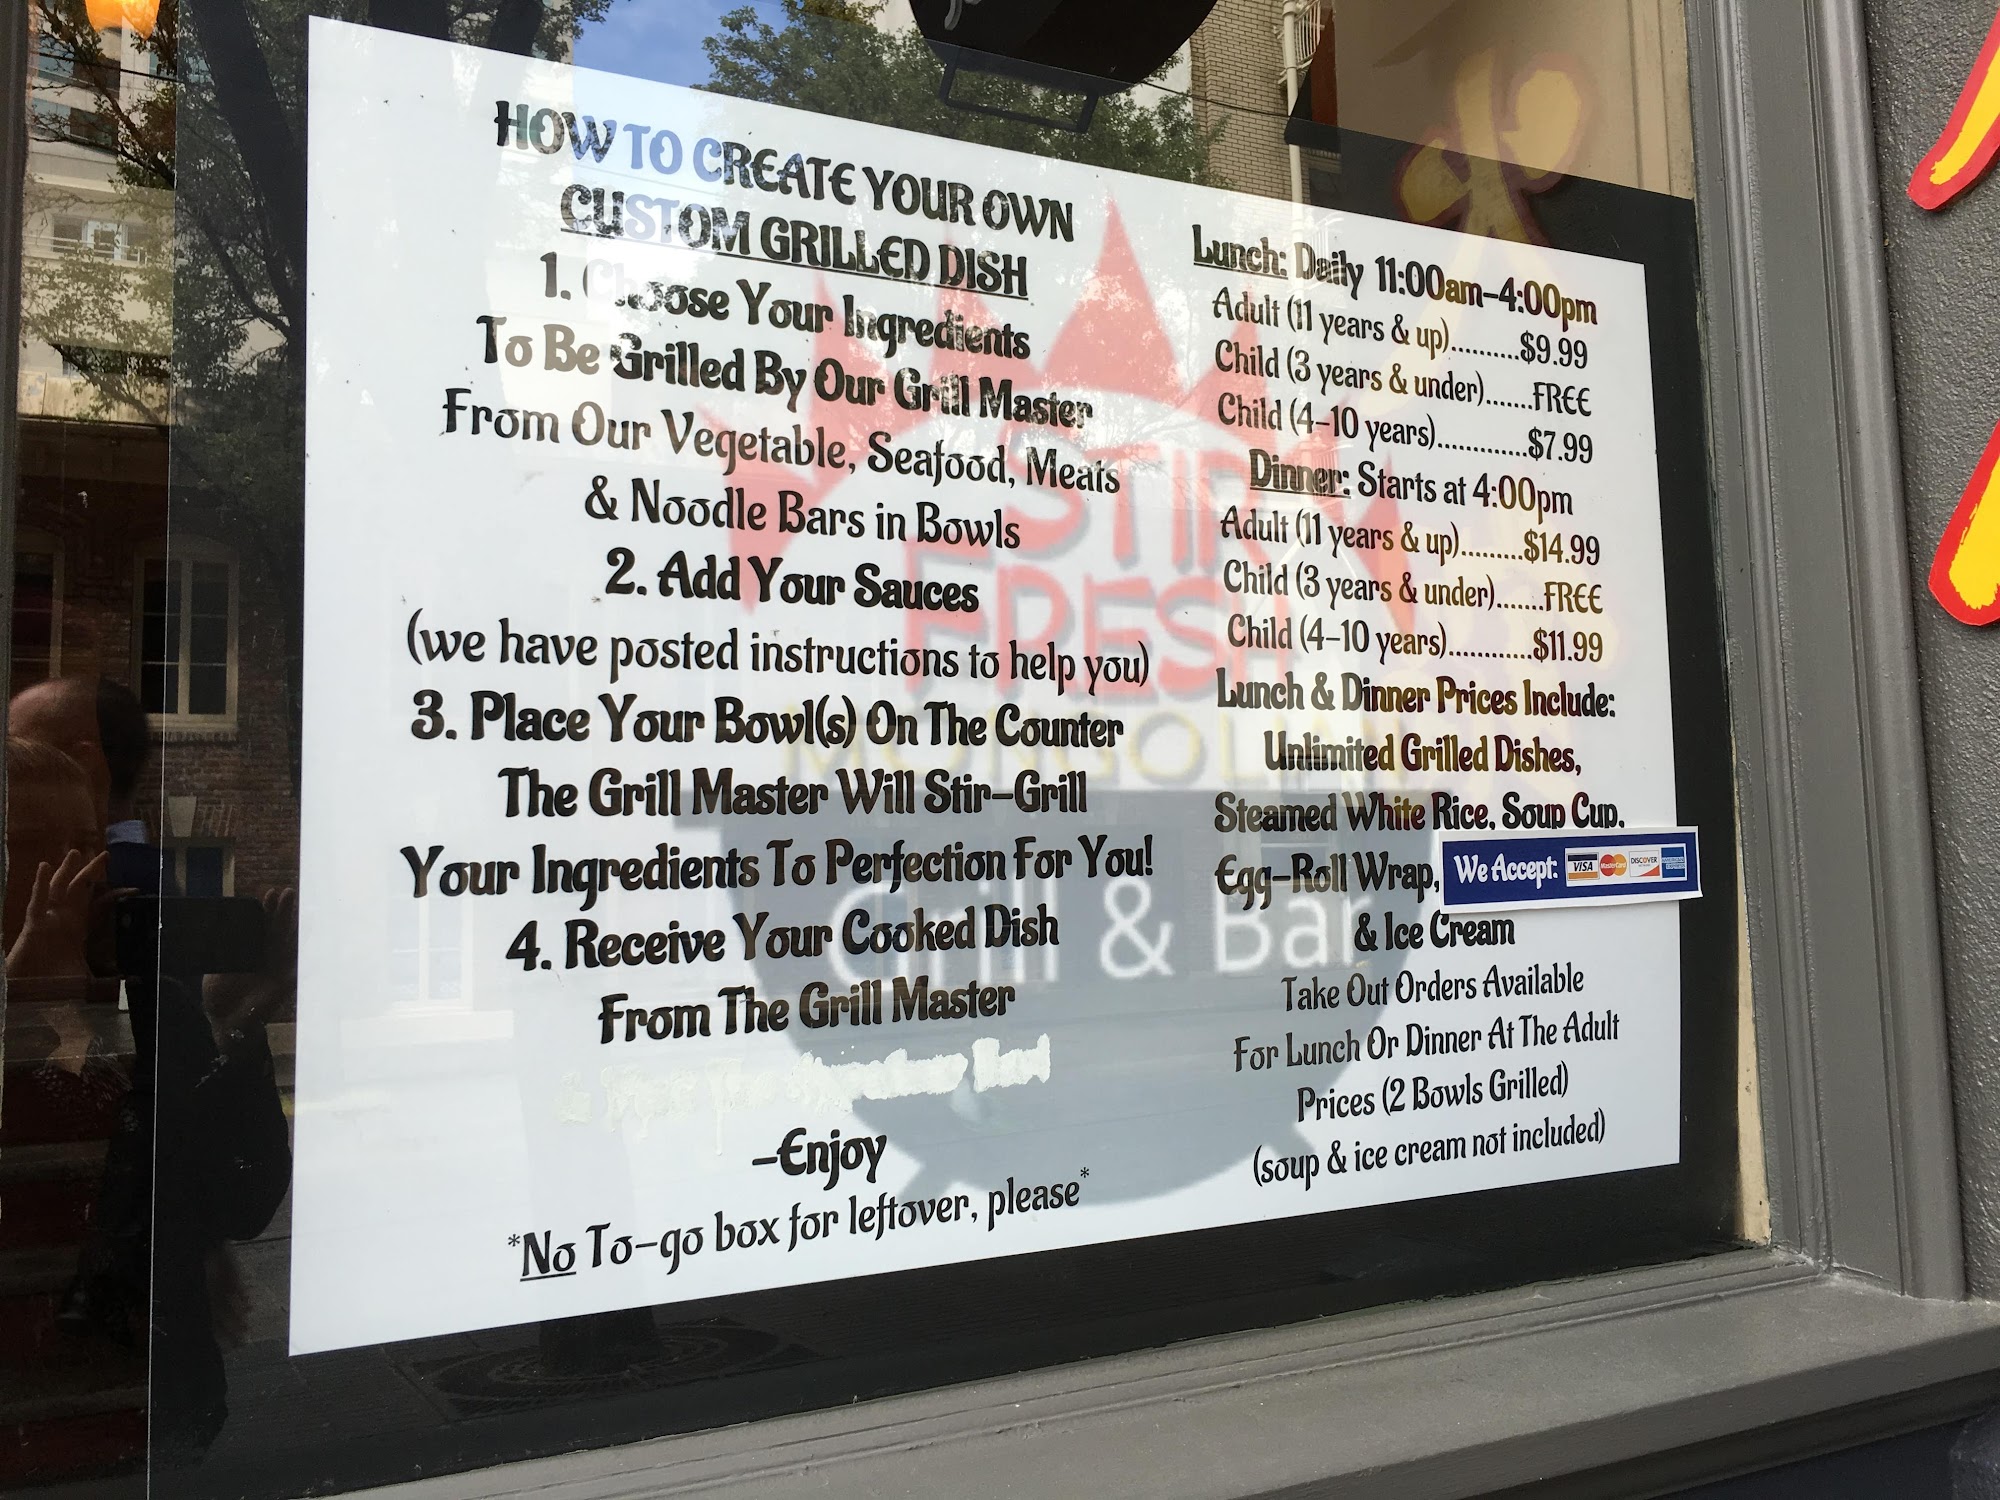 HOW TO CREATE YOUR OWN
CUSTOM GRILLED DISH
1. Choose Your Ingredients
To Be Grilled By Our Grill Master
From Our Vegetable, Seafood, Meats
& Noodle Bars in Bowls
2. Add Your Sauces
(we have posted instructions to help you)
3. Place Your Bowl(s) On The Counter
The Grill Master Will Stir-Grill
Your Ingredients To Perfection For You!
4. Receive Your Cooked Dish
From The Grill Master
-Enjoy
*No To-go box for leftover, please*
Lunch: Daily 11:00am-4:00pm
Adult (11 years & up)..........$9.99
Child (3 years & under).......FREE
Child (4-10 years).............$7.99
Dinner: Starts at 4:00pm
Adult (11 years & up).........$14.99
Child (3 years & under).......FREE
Child (4-10 years)............$11.99
Lunch & Dinner Prices Include:
Unlimited Grilled Dishes,
Steamed White Rice, Soup Cup,
Egg-Roll Wrap,
We Accept: VISA MasterCard DISCOVER
& Ice Cream
Take Out Orders Available
For Lunch Or Dinner At The Adult
Prices (2 Bowls Grilled)
(soup & ice cream not included)
STIR
FRESH
MONGOLIAN
Grill & Bar